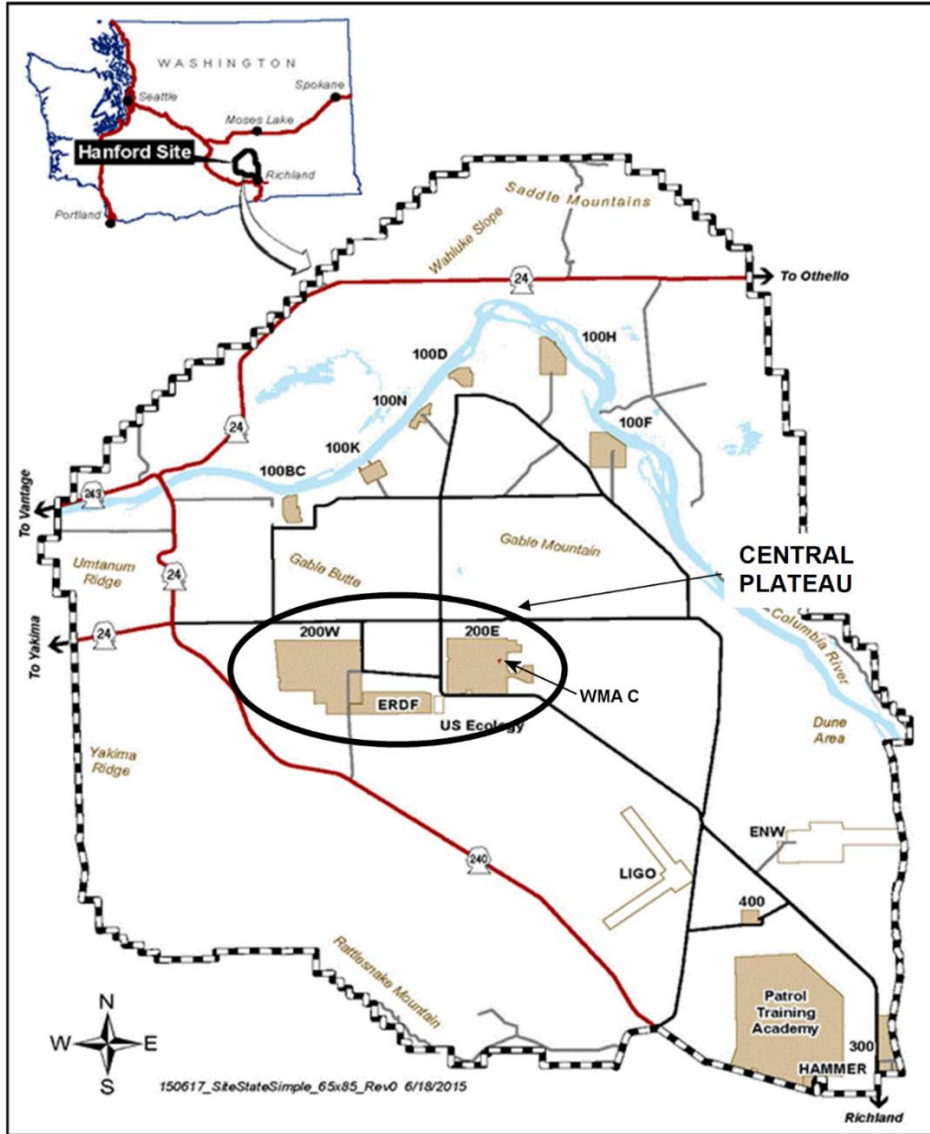 WASHINGTON
Spokane
Seattle
Moses Lake
Hanford Site
Richland
Portland
Saddle Mountains
Wahluke Slope
24
24
To Othello
100H
100D
100N
100F
24
100K
100BC
243
To Vantage
Gable Mountain
CENTRAL
PLATEAU
Umtanum
Ridge
24
Gable Butte
Columbia River
24
To Yakima
200W
200E
WMA C
ERDF
US Ecology
Dune
Area
Yakima
Ridge
ENW
240
LIGO
400
Rattlesnake Mountain
Patrol
Training
Academy
300
HAMMER
N
W
E
S
150617_SiteStateSimple_65x85_Rev0 6/18/2015
Richland